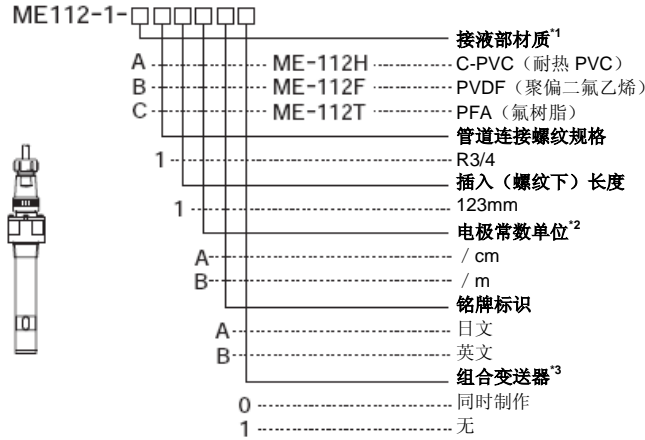 ME112-1-□□□□□□
接液部材质*1
A ME-112H C-PVC（耐热 PVC）
B ME-112F PVDF（聚偏二氟乙烯）
C ME-112T PFA（氟树脂）
管道连接螺纹规格
1 R3/4
插入（螺纹下）长度
1 123mm
电极常数单位*2
A ／cm
B ／m
铭牌标识
A 日文
B 英文
组合变送器*3
0 同时制作
1 无